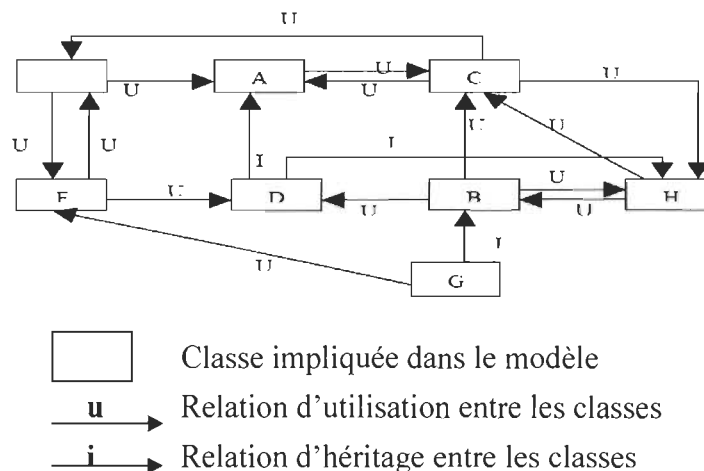 U
A
U
C
U
U
U
U
U
U
U
I
I
U
U
F
U
D
U
B
U
H
U
I
G
Classe impliquée dans le modèle
u Relation d'utilisation entre les classes
i Relation d'héritage entre les classes